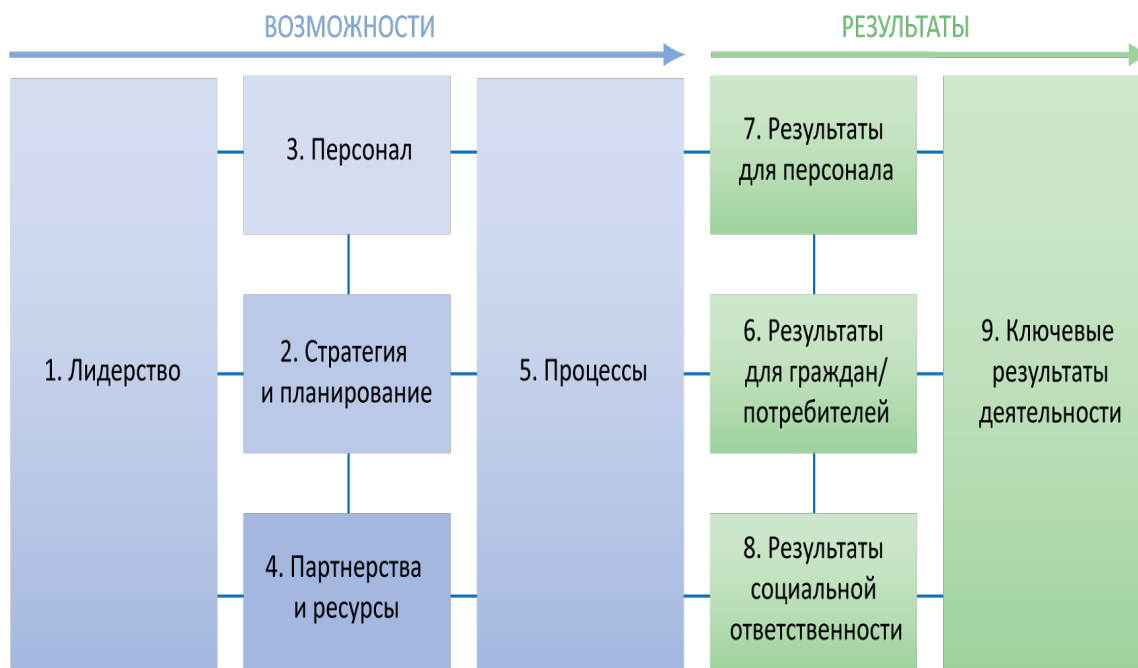 ВОЗМОЖНОСТИ
РЕЗУЛЬТАТЫ
1. Лидерство
3. Персонал
2. Стратегия
и планирование
4. Партнерства
и ресурсы
5. Процессы
7. Результаты
для персонала
6. Результаты
для граждан/
потребителей
8. Результаты
социальной
ответственности
9. Ключевые
результаты
деятельности